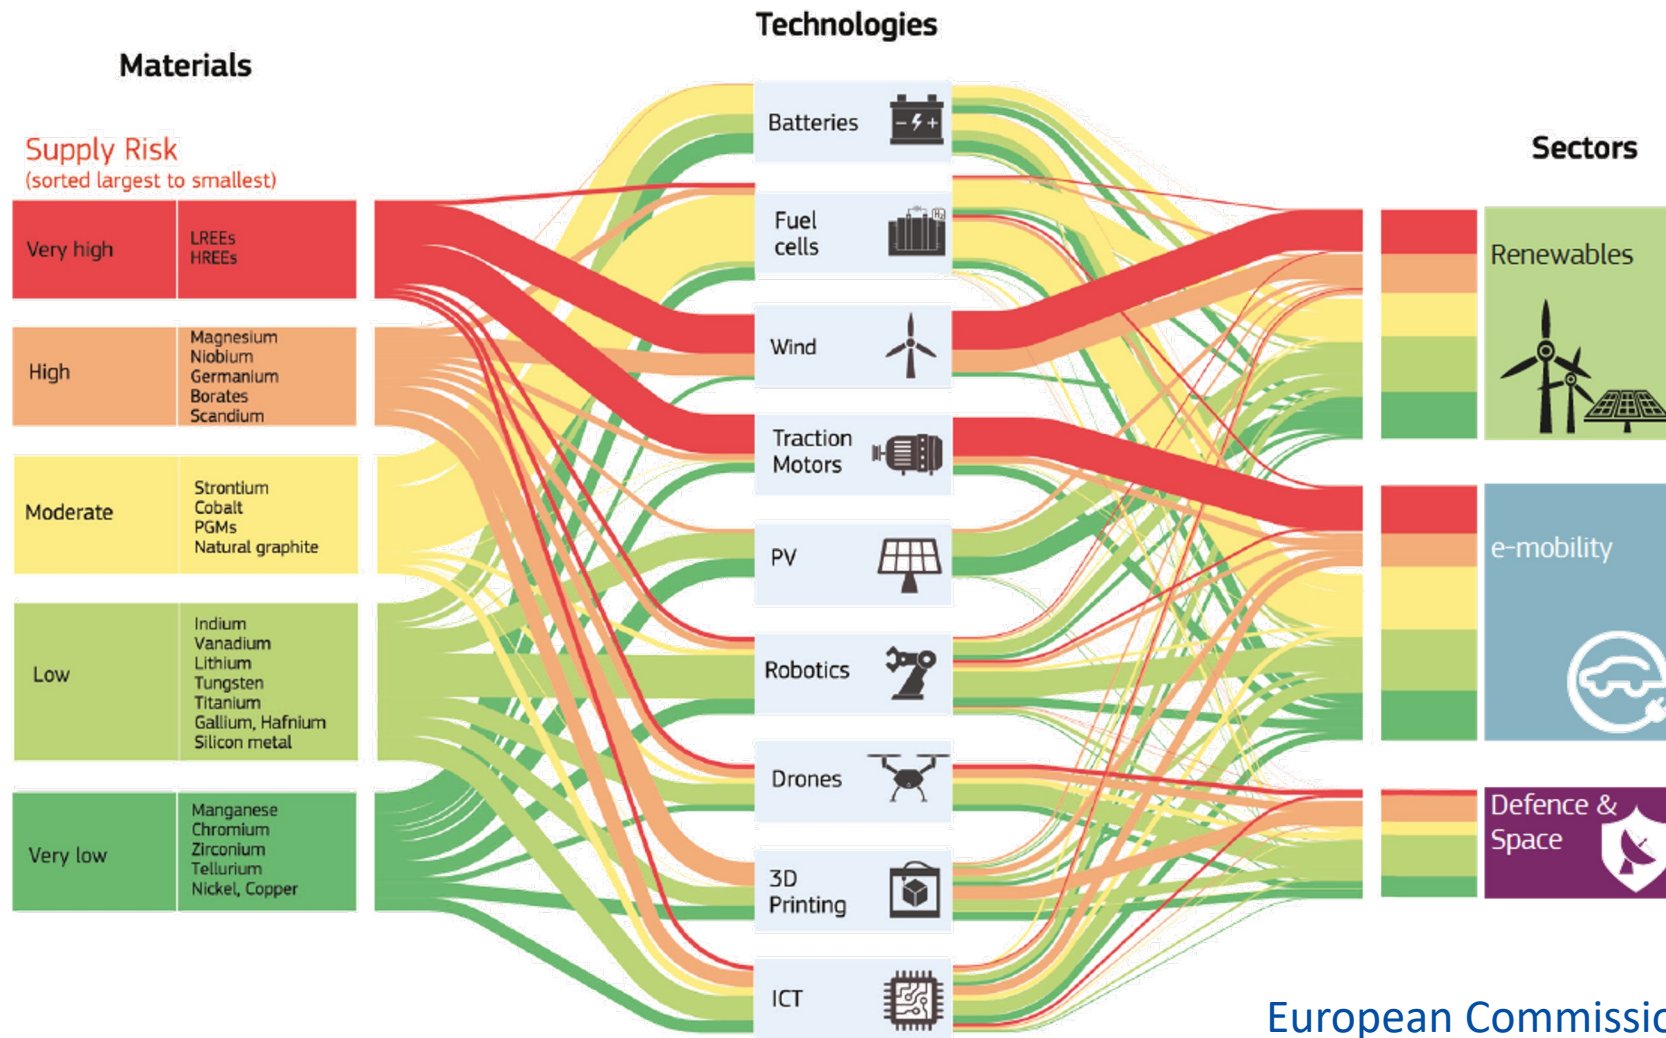 Technologies
Materials
Supply Risk
(sorted largest to smallest)
Very high
LREEs
HREEs
High
Magnesium
Niobium
Germanium
Borates
Scandium
Moderate
Strontium
Cobalt
PGMs
Natural graphite
Low
Indium
Vanadium
Lithium
Tungsten
Titanium
Gallium, Hafnium
Silicon metal
Very low
Manganese
Chromium
Zirconium
Tellurium
Nickel, Copper
Batteries
Fuel
cells
H2
Wind
Traction
Motors
PV
Robotics
Drones
3D
Printing
ICT
Sectors
Renewables
e-mobility
Defence &
Space
European Commissio